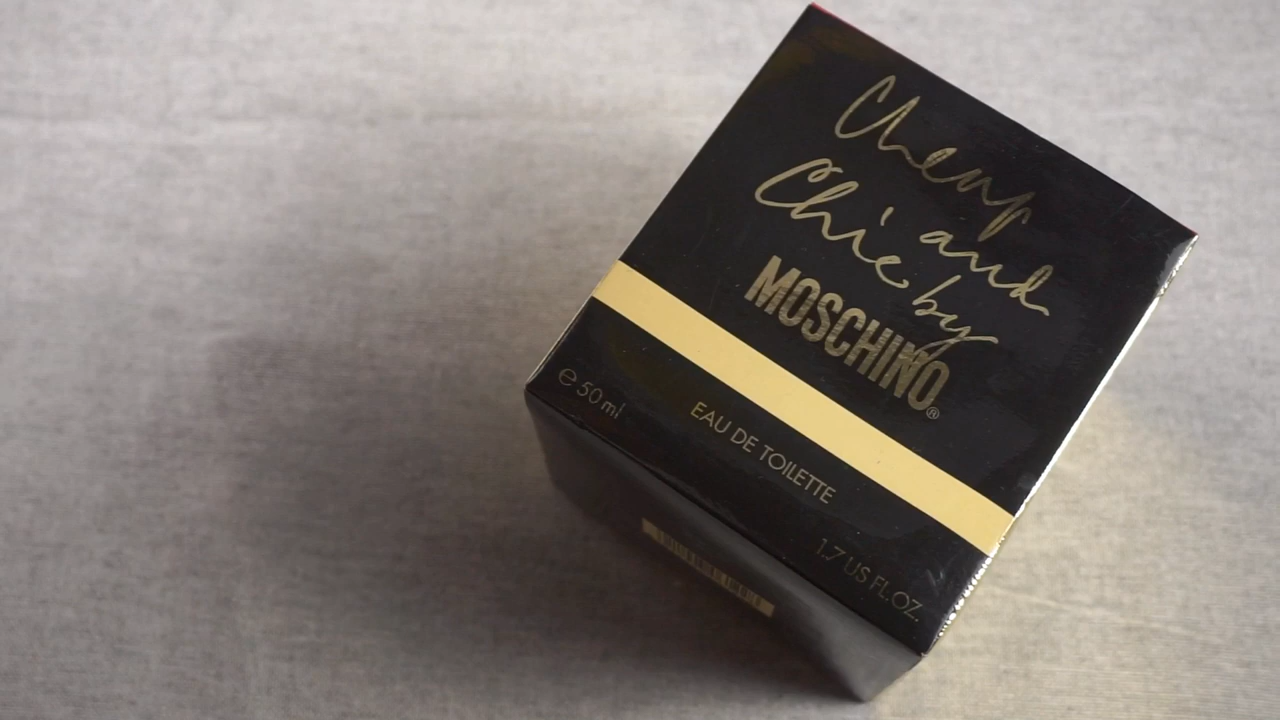 Cheap
and
Chic by
MOSCHINO®
℮ 50 ml
EAU DE TOILETTE
1.7 US FL. OZ.